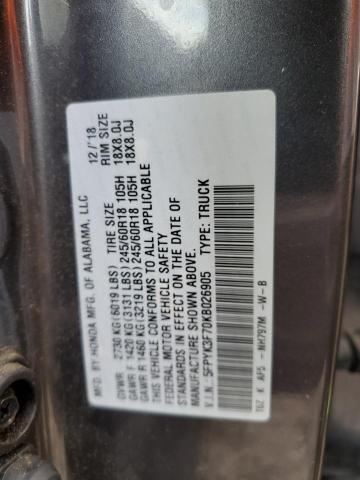 MFD. BY HONDA MFG. OF ALABAMA, LLC 12/'18
TIRE SIZE RIM SIZE
GVWR 2730 KG(6019 LBS)
GAWR F 1420 KG(3131 LBS) 245/60R18 105H 18X8.0J
GAWR R 1460 KG(3219 LBS) 245/60R18 105H 18X8.0J
THIS VEHICLE CONFORMS TO ALL APPLICABLE
FEDERAL MOTOR VEHICLE SAFETY
STANDARDS IN EFFECT ON THE DATE OF
MANUFACTURE SHOWN ABOVE.
V.I.N. 5FPYK3F70KB026905 TYPE: TRUCK
TGZ K AP5 -NH797M -W-B